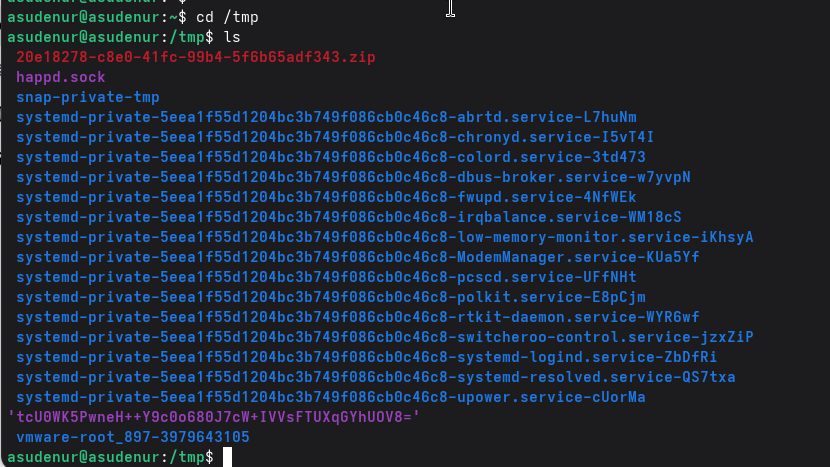 asudenur@asudenur:~$ cd /tmp
asudenur@asudenur:/tmp$ ls
20e18278-c8e0-41fc-99b4-5f6b65adf343.zip
happd.sock
snap-private-tmp
systemd-private-5eea1f55d1204bc3b749f086cb0c46c8-abrtd.service-L7huNm
systemd-private-5eea1f55d1204bc3b749f086cb0c46c8-chronyd.service-I5vT4I
systemd-private-5eea1f55d1204bc3b749f086cb0c46c8-colord.service-3td473
systemd-private-5eea1f55d1204bc3b749f086cb0c46c8-dbus-broker.service-w7yvpN
systemd-private-5eea1f55d1204bc3b749f086cb0c46c8-fwupd.service-4NfWEk
systemd-private-5eea1f55d1204bc3b749f086cb0c46c8-irqbalance.service-WM18cS
systemd-private-5eea1f55d1204bc3b749f086cb0c46c8-low-memory-monitor.service-iKhsyA
systemd-private-5eea1f55d1204bc3b749f086cb0c46c8-ModemManager.service-KUa5Yf
systemd-private-5eea1f55d1204bc3b749f086cb0c46c8-pcscd.service-UFfNHt
systemd-private-5eea1f55d1204bc3b749f086cb0c46c8-polkit.service-E8pCjm
systemd-private-5eea1f55d1204bc3b749f086cb0c46c8-rtkit-daemon.service-WYR6wf
systemd-private-5eea1f55d1204bc3b749f086cb0c46c8-switcheroo-control.service-jzxZiP
systemd-private-5eea1f55d1204bc3b749f086cb0c46c8-systemd-logind.service-ZbDfRi
systemd-private-5eea1f55d1204bc3b749f086cb0c46c8-systemd-resolved.service-QS7txa
systemd-private-5eea1f55d1204bc3b749f086cb0c46c8-upower.service-cUorMa
'tcU0WK5PwneH++Y9c0o680J7cW+IVVsFTUXqGYhUOV8='
vmware-root_897-3979643105
asudenur@asudenur:/tmp$